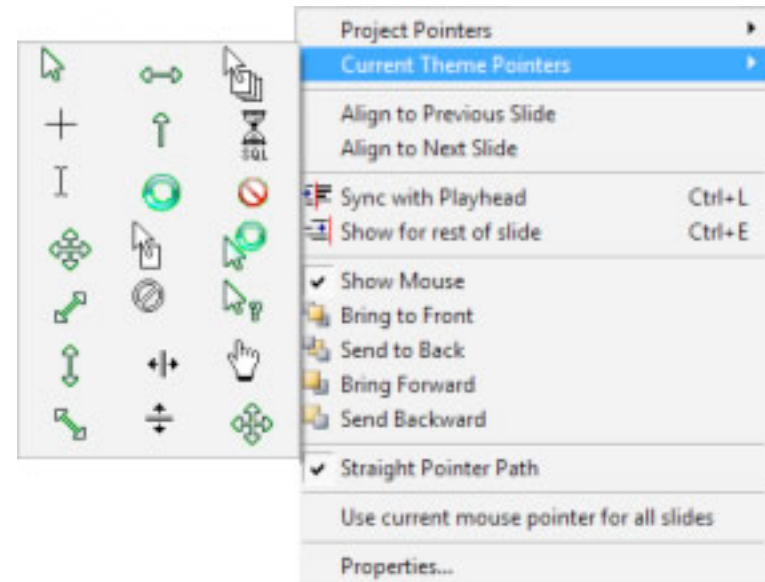 Project Pointers
Current Theme Pointers
Align to Previous Slide
Align to Next Slide
Sync with Playhead Ctrl+L
Show for rest of slide Ctrl+E
Show Mouse
Bring to Front
Send to Back
Bring Forward
Send Backward
Straight Pointer Path
Use current mouse pointer for all slides
Properties...
SQL
?